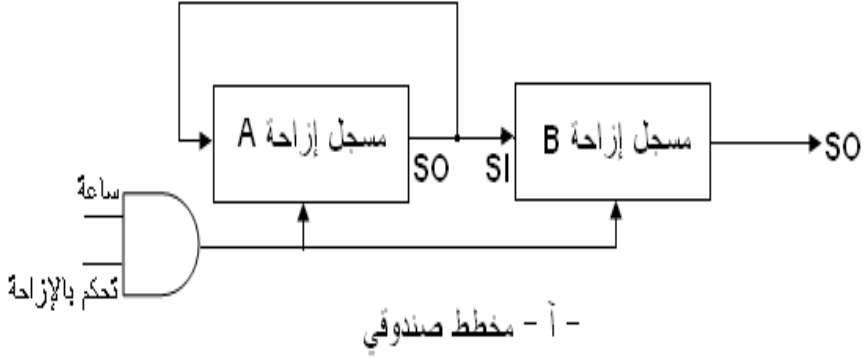 مسجل إزاحة A
SO
SI
مسجل إزاحة B
SO
ساعة
تحكم بالإزاحة
- آ - مخطط صندوقي